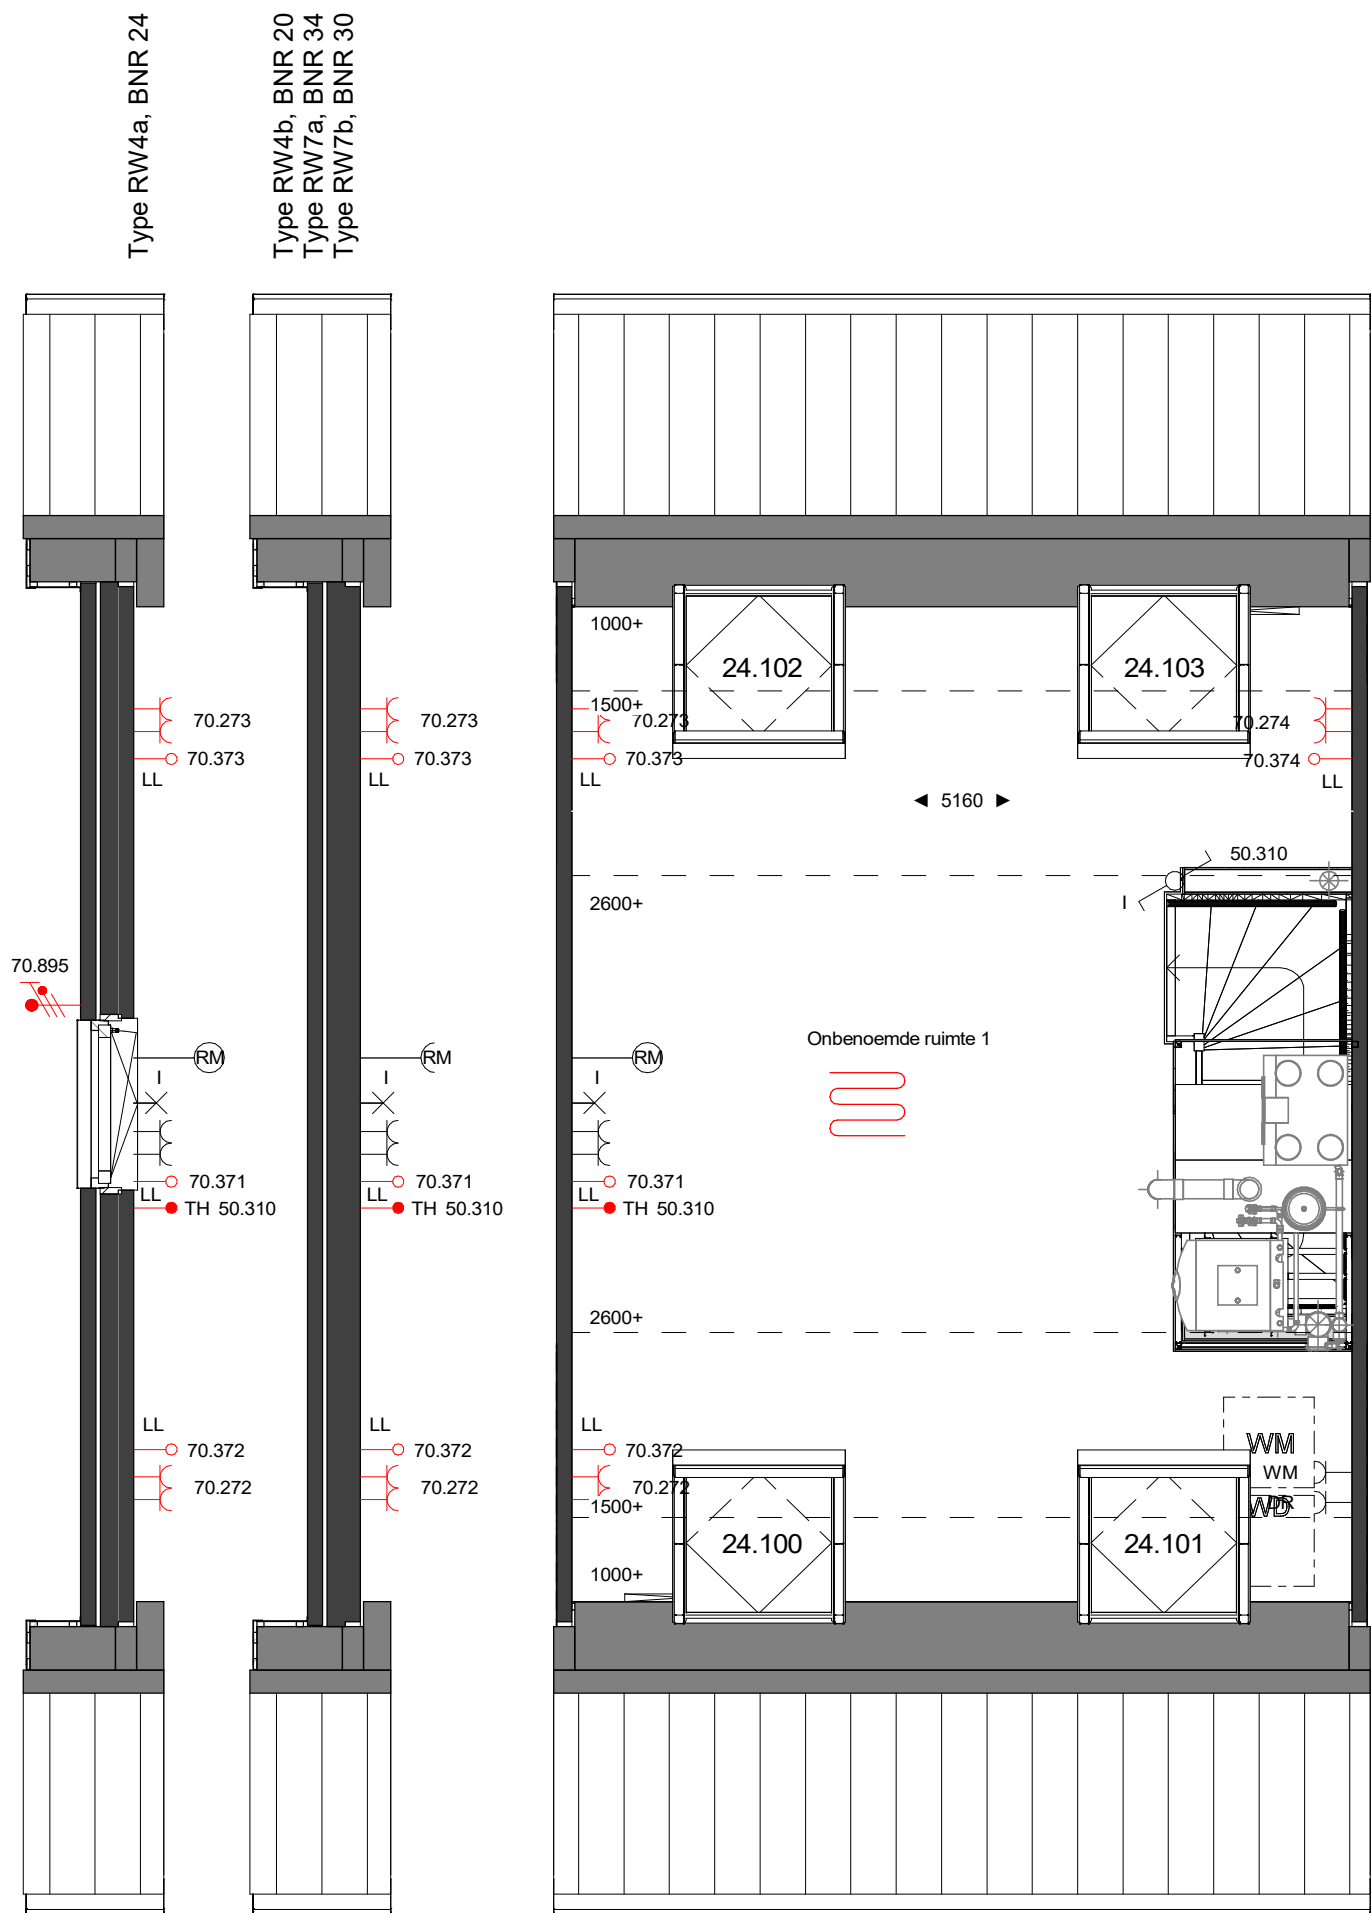 Type RW4a, BNR 24
Type RW4b, BNR 20
Type RW7a, BNR 34
Type RW7b, BNR 30
1000+
24.102
24.103
1500+
70.273
70.273
70.273
70.274
70.373
70.373
70.373
70.374
LL
LL
LL
LL
5160
50.310
I
2600+
70.895
Onbenoemde ruimte 1
RM
RM
RM
I
I
I
70.371
70.371
70.371
LL
LL
LL
TH 50.310
TH 50.310
TH 50.310
2600+
LL
LL
LL
70.372
70.372
70.372
WM
WM
70.272
70.272
70.272
1500+
WD
DR
24.100
24.101
1000+